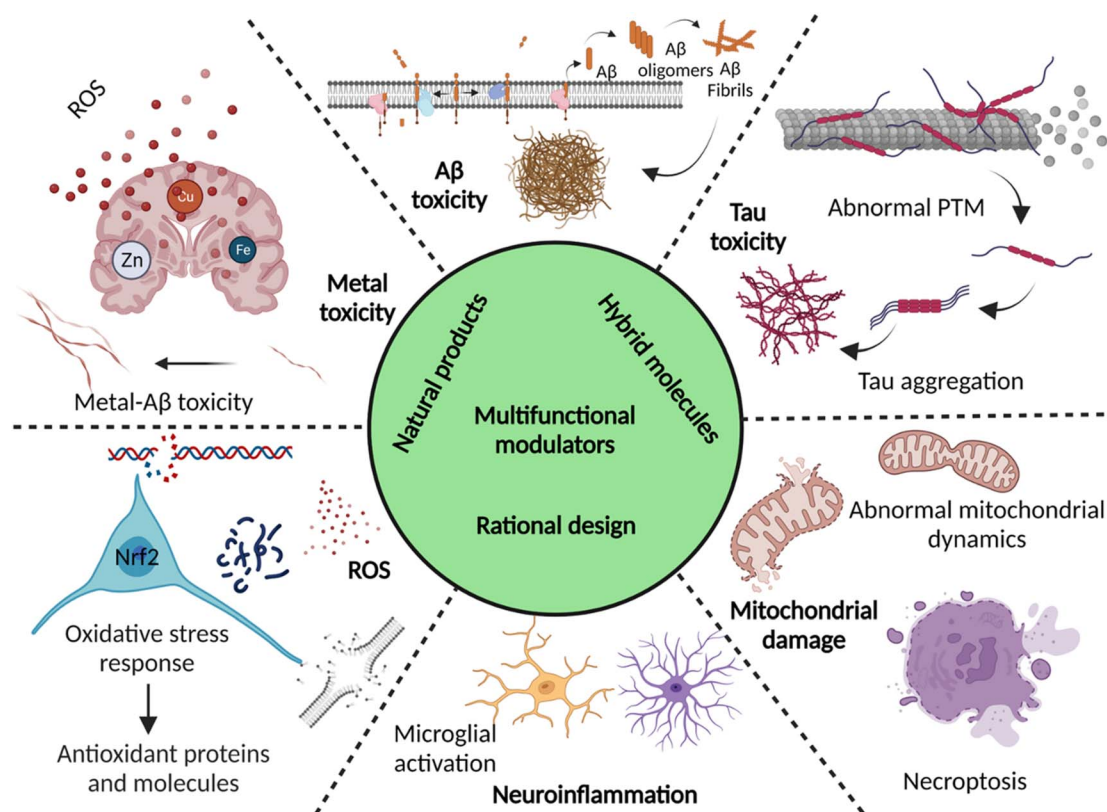 ROS
Cu
Zn
Fe
Metal
toxicity
Metal-Aβ toxicity
Aβ
Aβ
oligomers
Aβ
Fibrils
Aβ
toxicity
Abnormal PTM
Tau
toxicity
Tau aggregation
Natural products
Hybrid molecules
Multifunctional
modulators
Rational design
Nrf2
ROS
Oxidative stress
response
Antioxidant proteins
and molecules
Microglial
activation
Neuroinflammation
Abnormal mitochondrial
dynamics
Mitochondrial
damage
Necroptosis